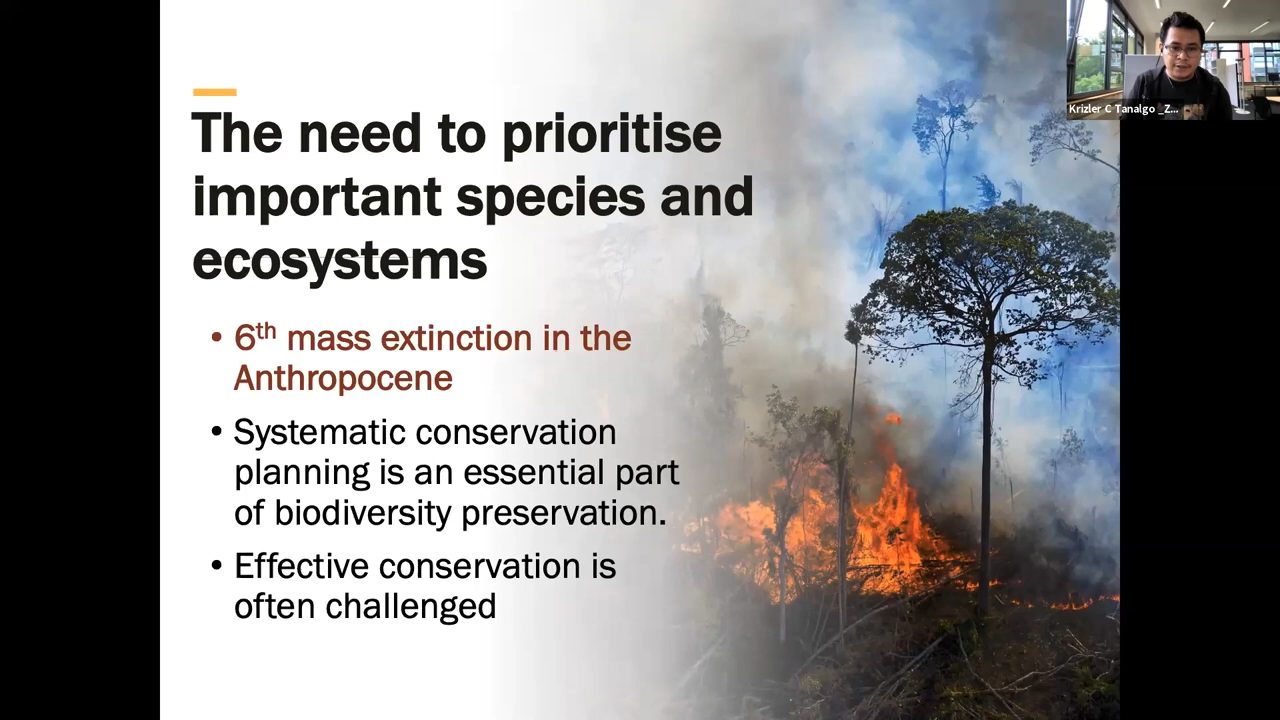 The need to prioritise
important species and
ecosystems
• 6th mass extinction in the
Anthropocene
• Systematic conservation
planning is an essential part
of biodiversity preservation.
• Effective conservation is
often challenged
Krizler C Tanalgo _Z...